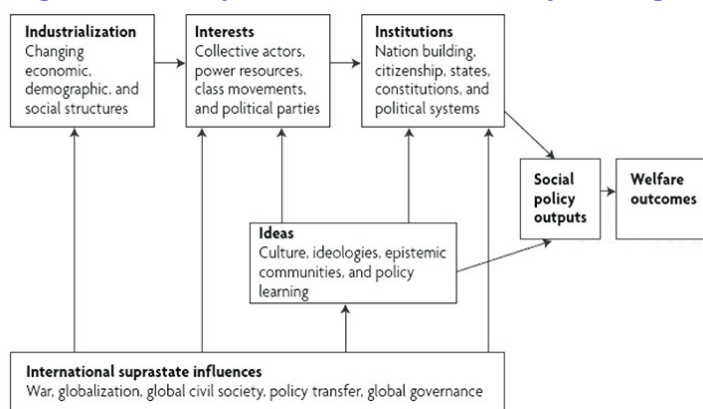 Industrialization
Changing
economic,
demographic, and
social structures
Interests
Collective actors,
power resources,
class movements,
and political parties
Institutions
Nation building,
citizenship, states,
constitutions, and
political systems
Social
policy
outputs
Welfare
outcomes
Ideas
Culture, ideologies, epistemic
communities, and policy
learning
International suprastate influences
War, globalization, global civil society, policy transfer, global governance